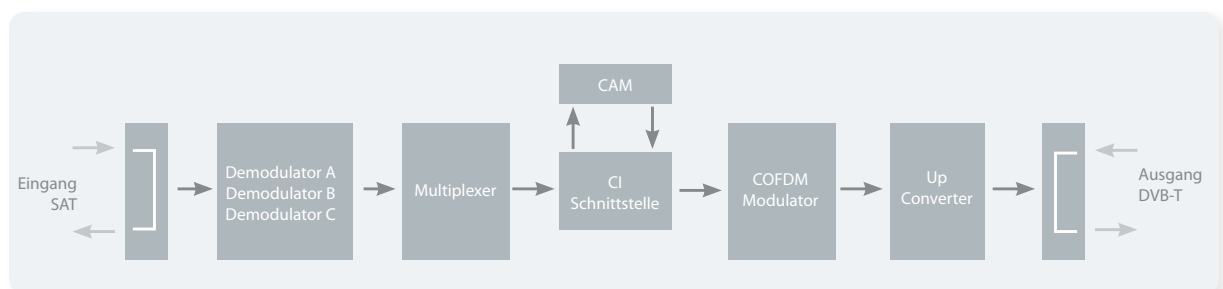 Eingang
SAT
Demodulator A
Demodulator B
Demodulator C
Multiplexer
CAM
CI
Schnittstelle
COFDM
Modulator
Up
Converter
Ausgang
DVB-T